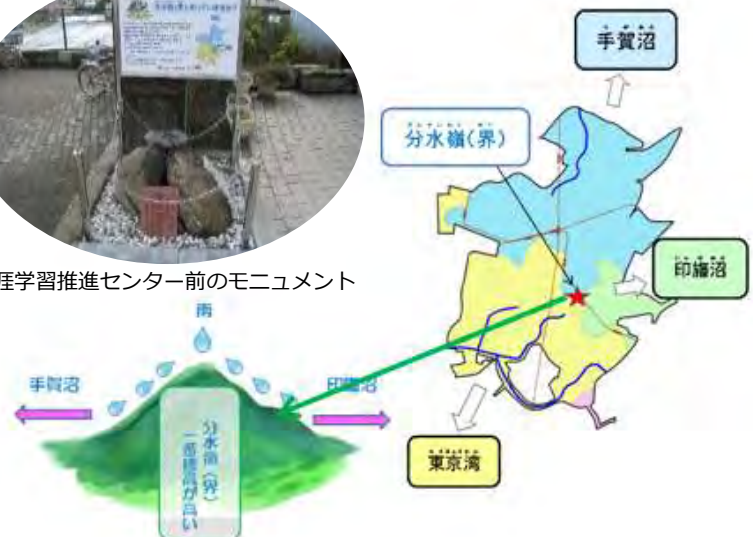 手賀沼
分水嶺(界)
印旛沼
涯学習推進センター前のモニュメント
雨
手賀沼
印旛沼
分水嶺(界)
一番標高が高い
東京湾